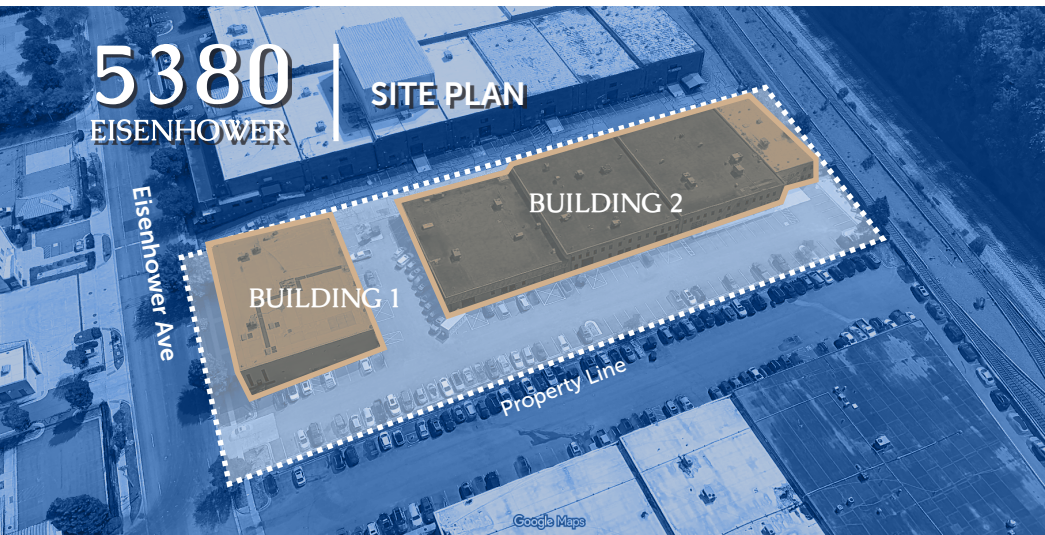 5380
EISENHOWER
SITE PLAN
Eisenhower Ave
BUILDING 2
BUILDING 1
Property Line
Google Maps